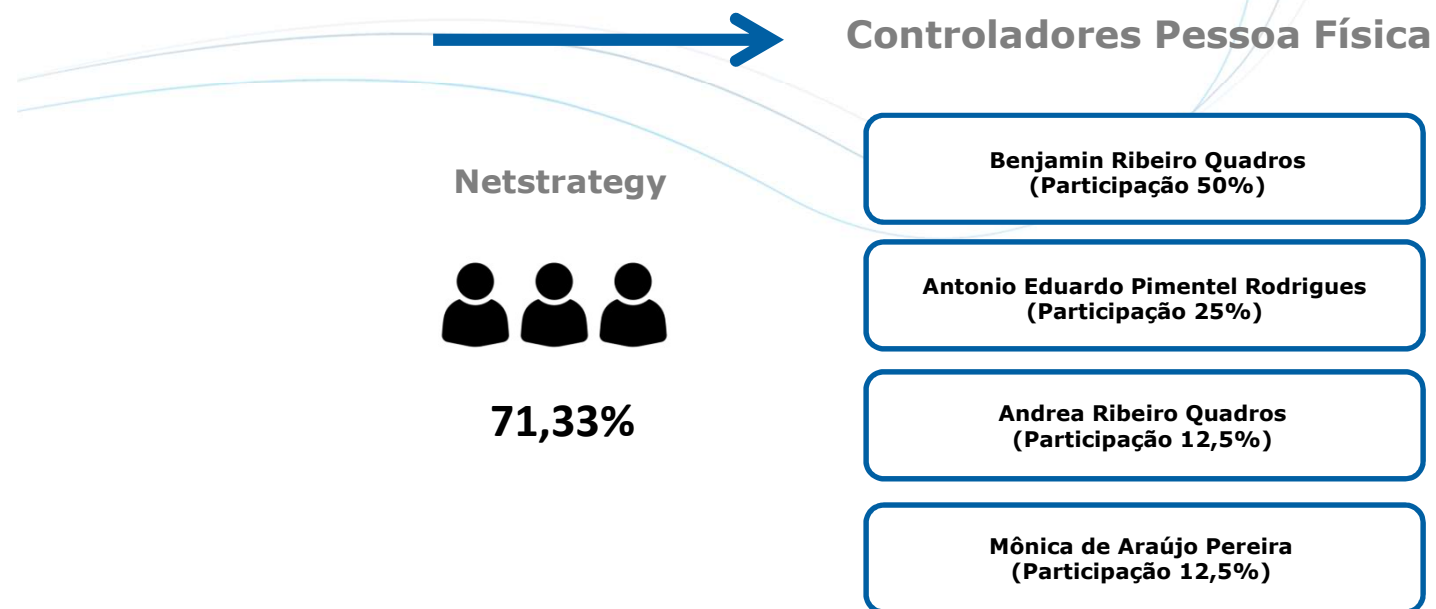 Controladores Pessoa Física
Netstrategy
71,33%
Benjamin Ribeiro Quadros
(Participação 50%)
Antonio Eduardo Pimentel Rodrigues
(Participação 25%)
Andrea Ribeiro Quadros
(Participação 12,5%)
Mônica de Araújo Pereira
(Participação 12,5%)